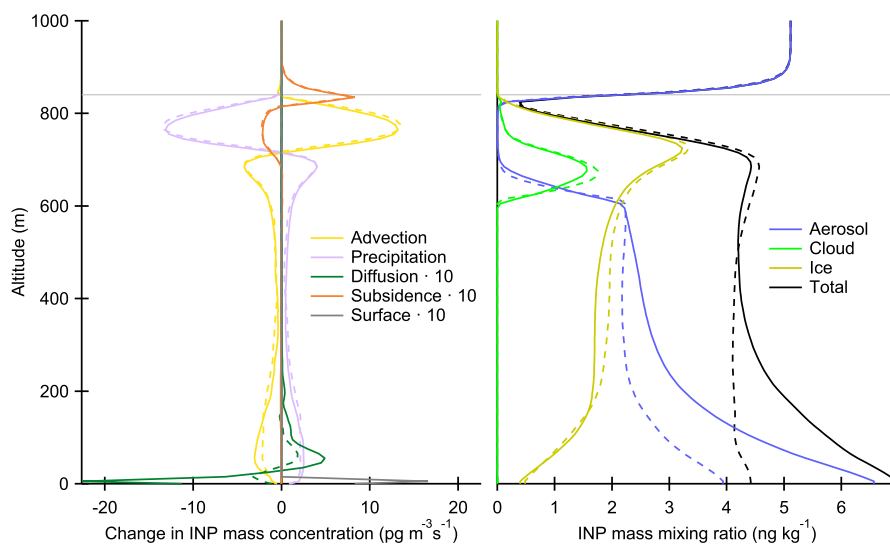 1000
800
600
400
200
0
Altitude (m)
Advection
Precipitation
Diffusion · 10
Subsidence · 10
Surface · 10
-20
-10
0
10
20
Change in INP mass concentration (pg m⁻³s⁻¹)
Aerosol
Cloud
Ice
Total
0
1
2
3
4
5
6
INP mass mixing ratio (ng kg⁻¹)